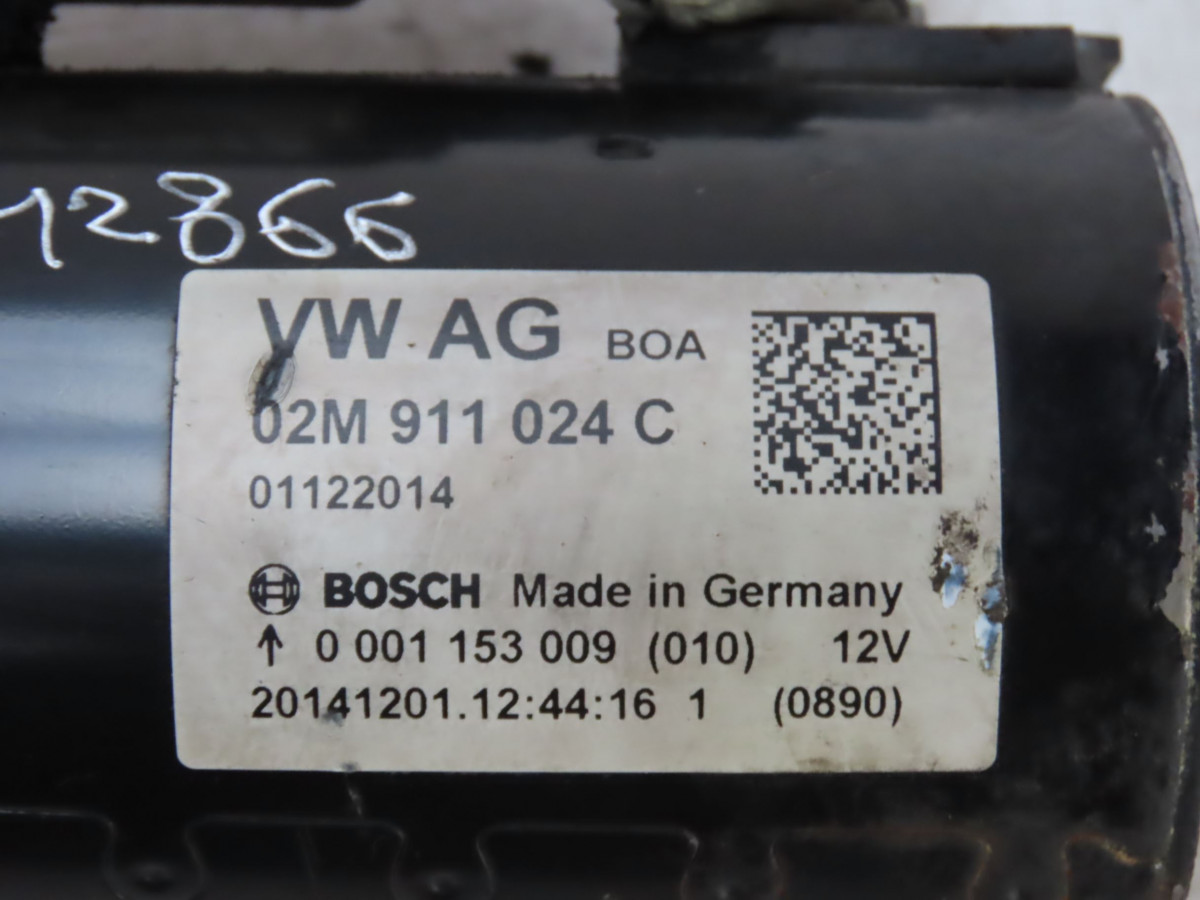 12866
VW AG BOA
02M 911 024 C
01122014
BOSCH Made in Germany
↑ 0 001 153 009 (010) 12V
20141201.12:44:16 1 (0890)